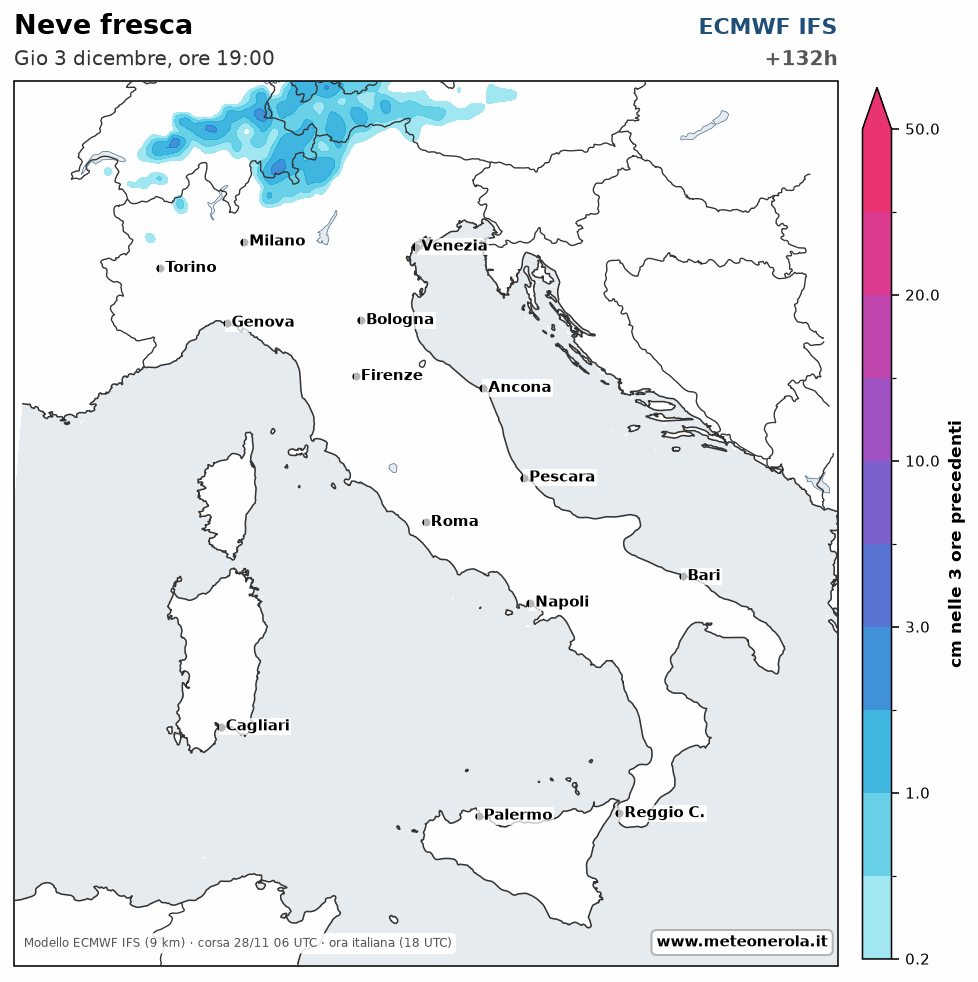 Neve fresca
ECMWF IFS
Gio 3 dicembre, ore 19:00
+132h
Milano
Venezia
Torino
Genova
Bologna
Firenze
Ancona
Pescara
Roma
Bari
Napoli
Cagliari
Palermo
Reggio C.
50.0
20.0
10.0
3.0
1.0
0.2
cm nelle 3 ore precedenti
Modello ECMWF IFS (9 km) · corsa 28/11 06 UTC · ora italiana (18 UTC)
www.meteonerola.it